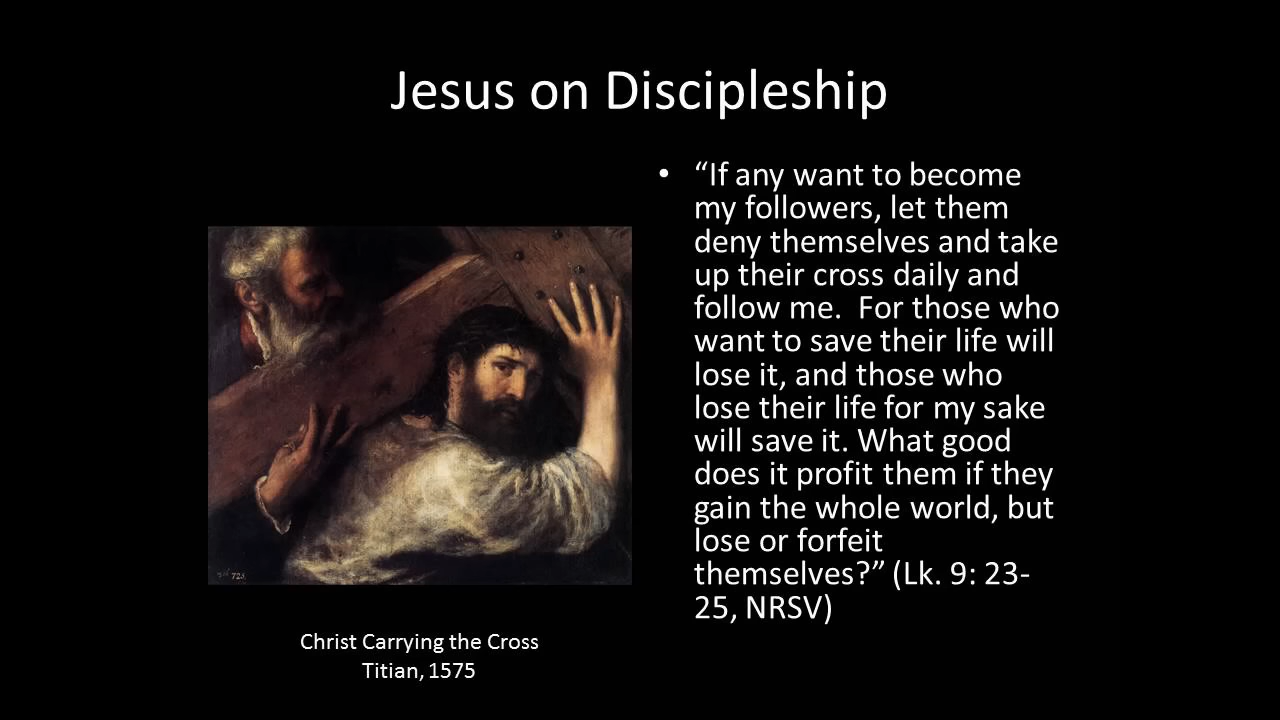 Jesus on Discipleship
• “If any want to become
my followers, let them
deny themselves and take
up their cross daily and
follow me.  For those who
want to save their life will
lose it, and those who
lose their life for my sake
will save it. What good
does it profit them if they
gain the whole world, but
lose or forfeit
themselves?” (Lk. 9: 23-
25, NRSV)
723.
Christ Carrying the Cross
Titian, 1575